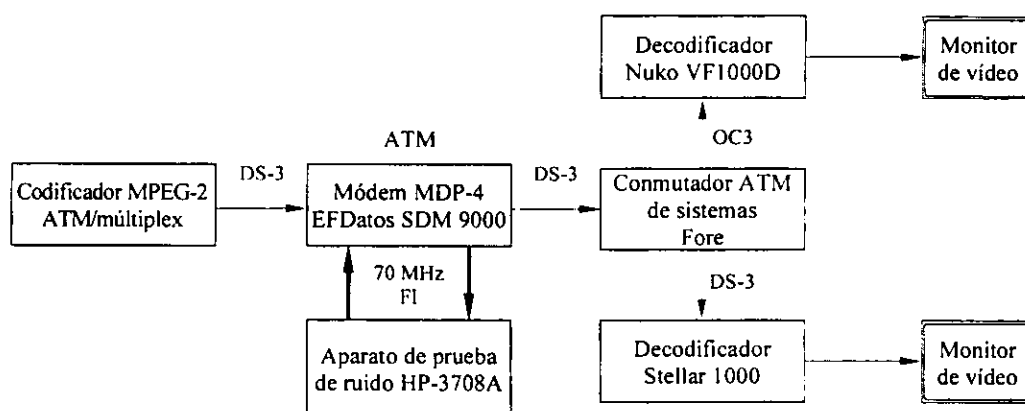 Decodificador
Nuko VF1000D
Monitor
de vídeo
OC3
ATM
DS-3
DS-3
Codificador MPEG-2
ATM/múltiplex
Módem MDP-4
EFDatos SDM 9000
Conmutador ATM
de sistemas
Fore
70 MHz
FI
DS-3
Aparato de prueba
de ruido HP-3708A
Decodificador
Stellar 1000
Monitor
de vídeo